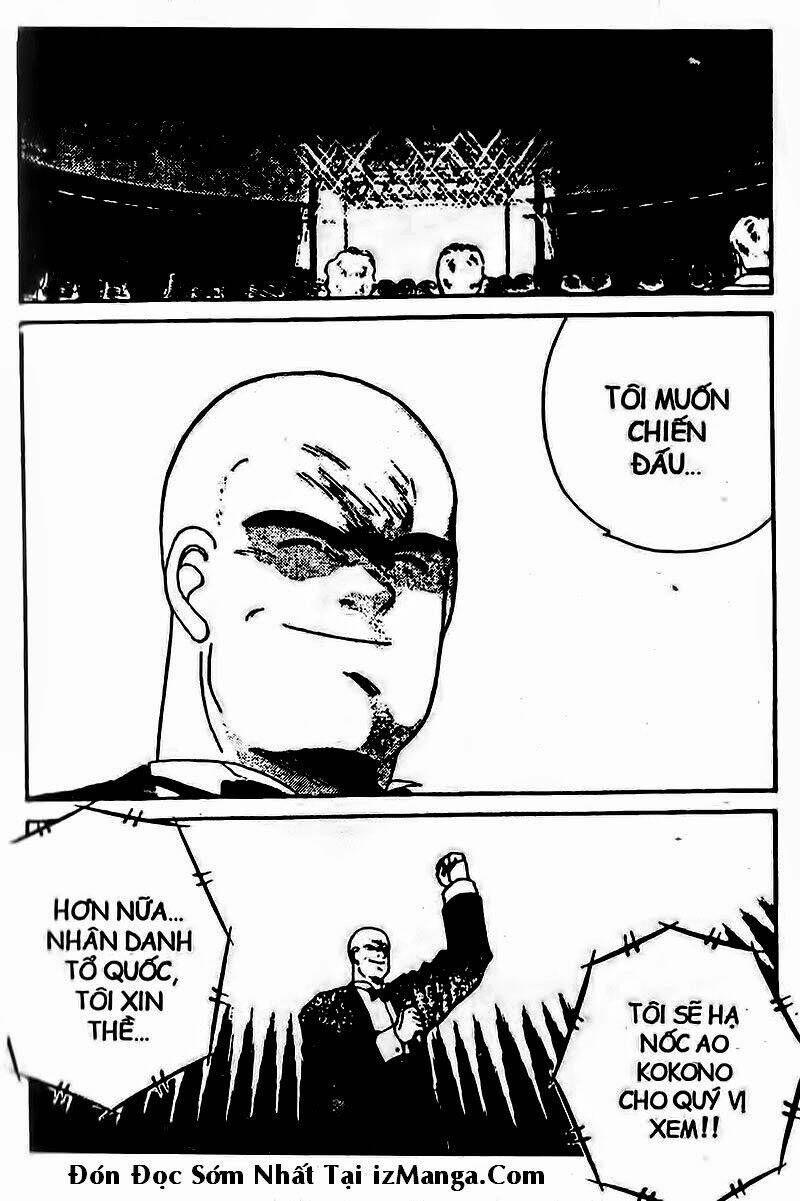 TÔI MUỐN
CHIẾN
ĐẤU...
HƠN NỮA...
NHÂN DANH
TỔ QUỐC,
TÔI XIN
THỀ...
TÔI SẼ HẠ
NỐC AO
KOKONO
CHO QUÝ VỊ
XEM!!
Đón Đọc Sớm Nhất Tại izManga.Com